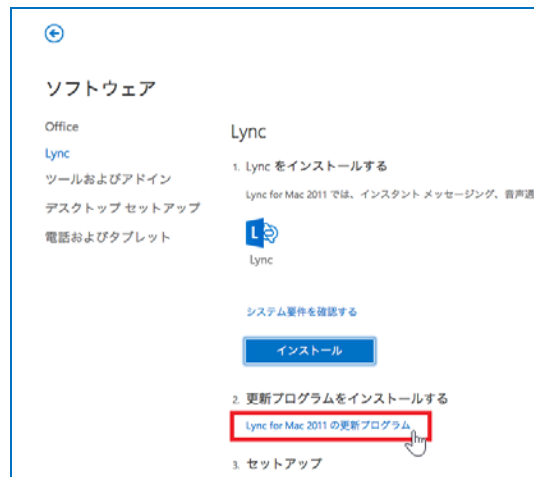 ソフトウェア
Office
Lync
ツールおよびアドイン
デスクトップ セットアップ
電話およびタブレット
Lync
1. Lync をインストールする
Lync for Mac 2011 では、インスタント メッセージング、音声通
Lync
システム要件を確認する
インストール
2. 更新プログラムをインストールする
Lync for Mac 2011 の更新プログラム
3. セットアップ